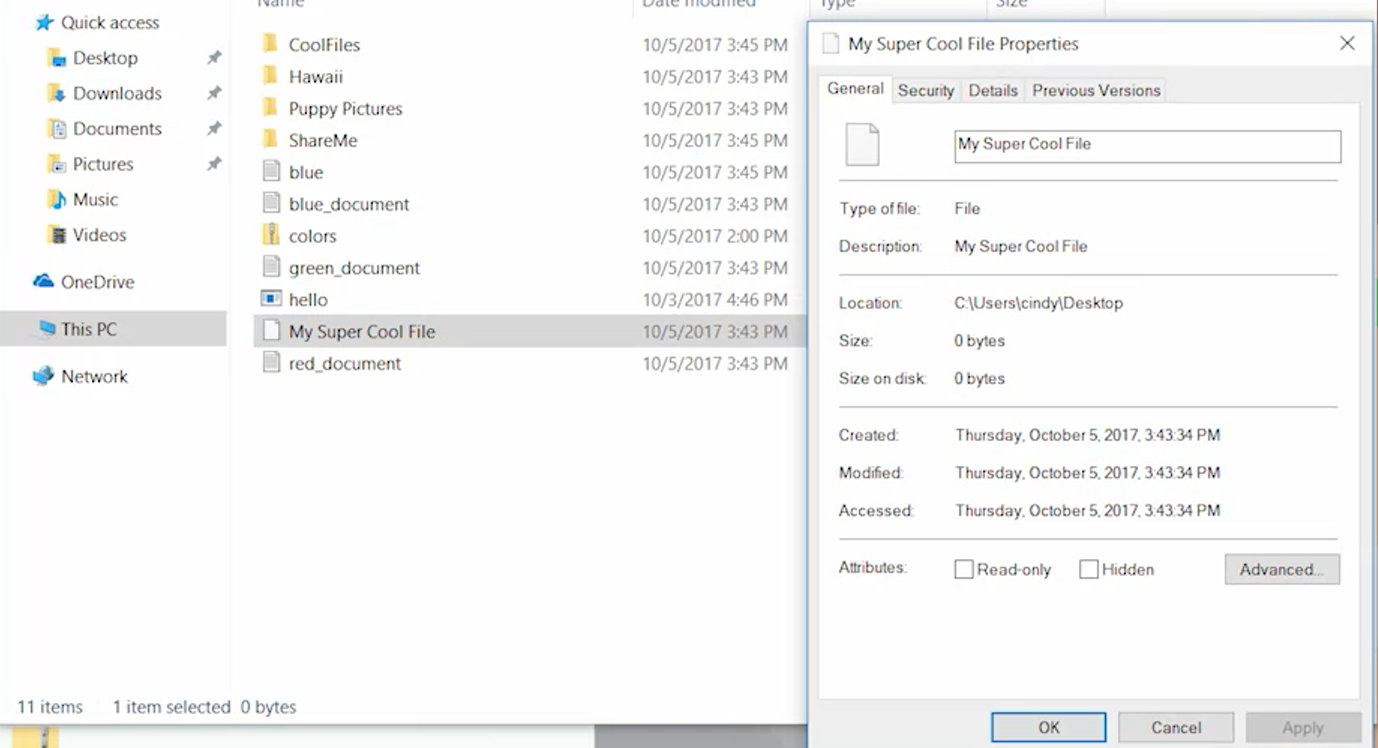 Name Date modified Type Size
Quick access
Desktop
Downloads
Documents
Pictures
Music
Videos
OneDrive
This PC
Network
CoolFiles 10/5/2017 3:45 PM
Hawaii 10/5/2017 3:43 PM
Puppy Pictures 10/5/2017 3:43 PM
ShareMe 10/5/2017 3:45 PM
blue 10/5/2017 3:45 PM
blue_document 10/5/2017 3:43 PM
colors 10/5/2017 2:00 PM
green_document 10/5/2017 3:43 PM
hello 10/3/2017 4:46 PM
My Super Cool File 10/5/2017 3:43 PM
red_document 10/5/2017 3:43 PM
11 items 1 item selected 0 bytes
My Super Cool File Properties
General Security Details Previous Versions
My Super Cool File
Type of file: File
Description: My Super Cool File
Location: C:\Users\cindy\Desktop
Size: 0 bytes
Size on disk: 0 bytes
Created: Thursday, October 5, 2017, 3:43:34 PM
Modified: Thursday, October 5, 2017, 3:43:34 PM
Accessed: Thursday, October 5, 2017, 3:43:34 PM
Attributes: Read-only Hidden Advanced...
OK Cancel Apply